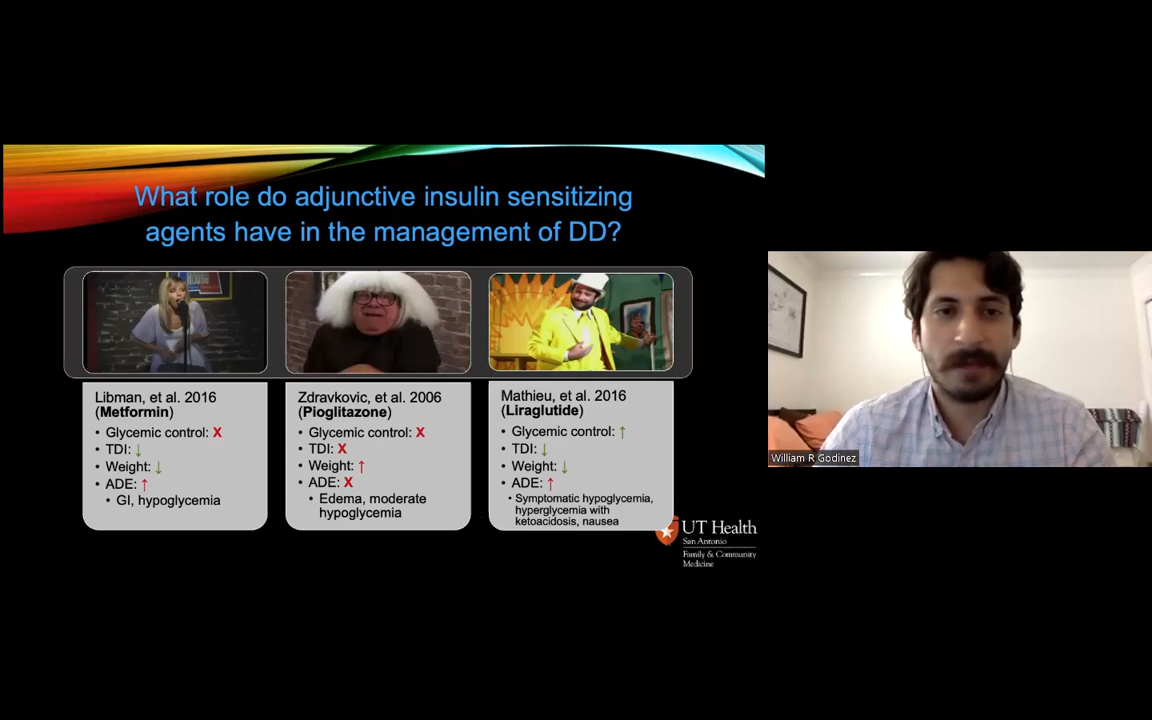 What role do adjunctive insulin sensitizing
agents have in the management of DD?
Libman, et al. 2016
(Metformin)
• Glycemic control: X
• TDI: ↓
• Weight: ↓
• ADE: ↑
• GI, hypoglycemia
Zdravkovic, et al. 2006
(Pioglitazone)
• Glycemic control: X
• TDI: X
• Weight: ↑
• ADE: X
• Edema, moderate
hypoglycemia
Mathieu, et al. 2016
(Liraglutide)
• Glycemic control: ↑
• TDI: ↓
• Weight: ↓
• ADE: ↑
• Symptomatic hypoglycemia,
hyperglycemia with
ketoacidosis, nausea
UT Health
San Antonio
Family & Community
Medicine
William R Godinez